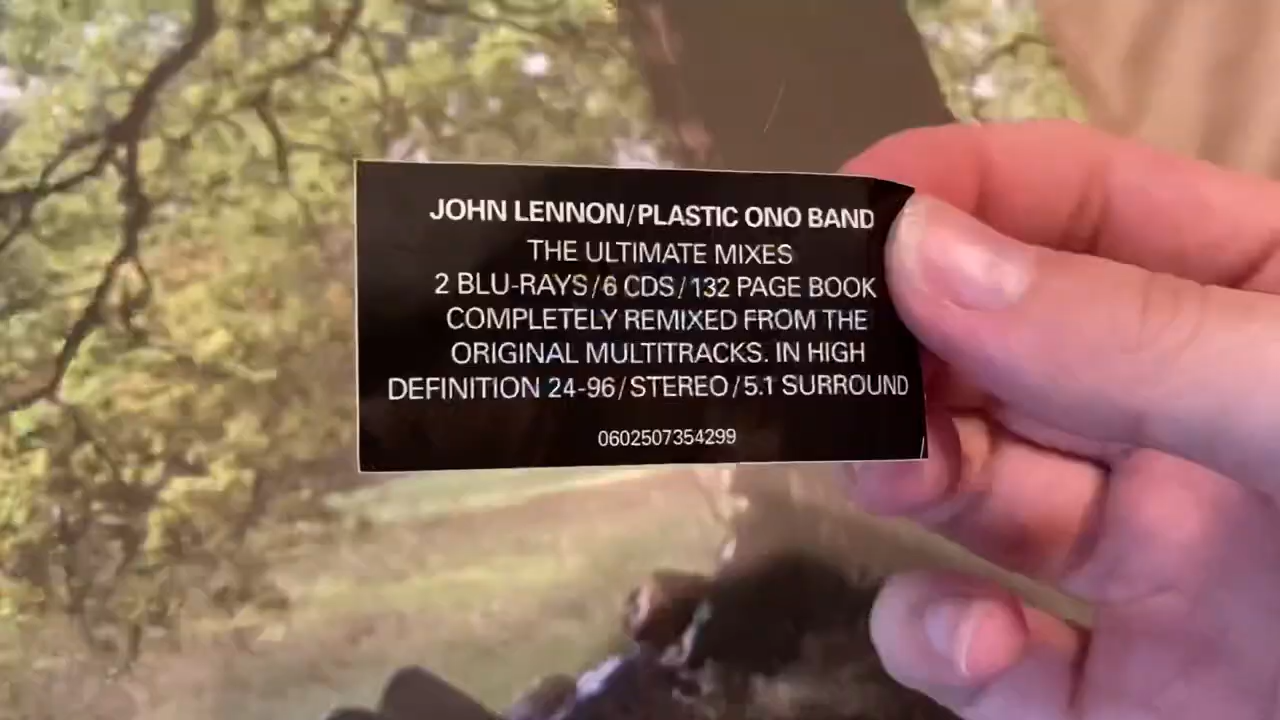 JOHN LENNON/PLASTIC ONO BAND
THE ULTIMATE MIXES
2 BLU-RAYS/6 CDS/132 PAGE BOOK
COMPLETELY REMIXED FROM THE
ORIGINAL MULTITRACKS. IN HIGH
DEFINITION 24-96/STEREO/5.1 SURROUND
0602507354299